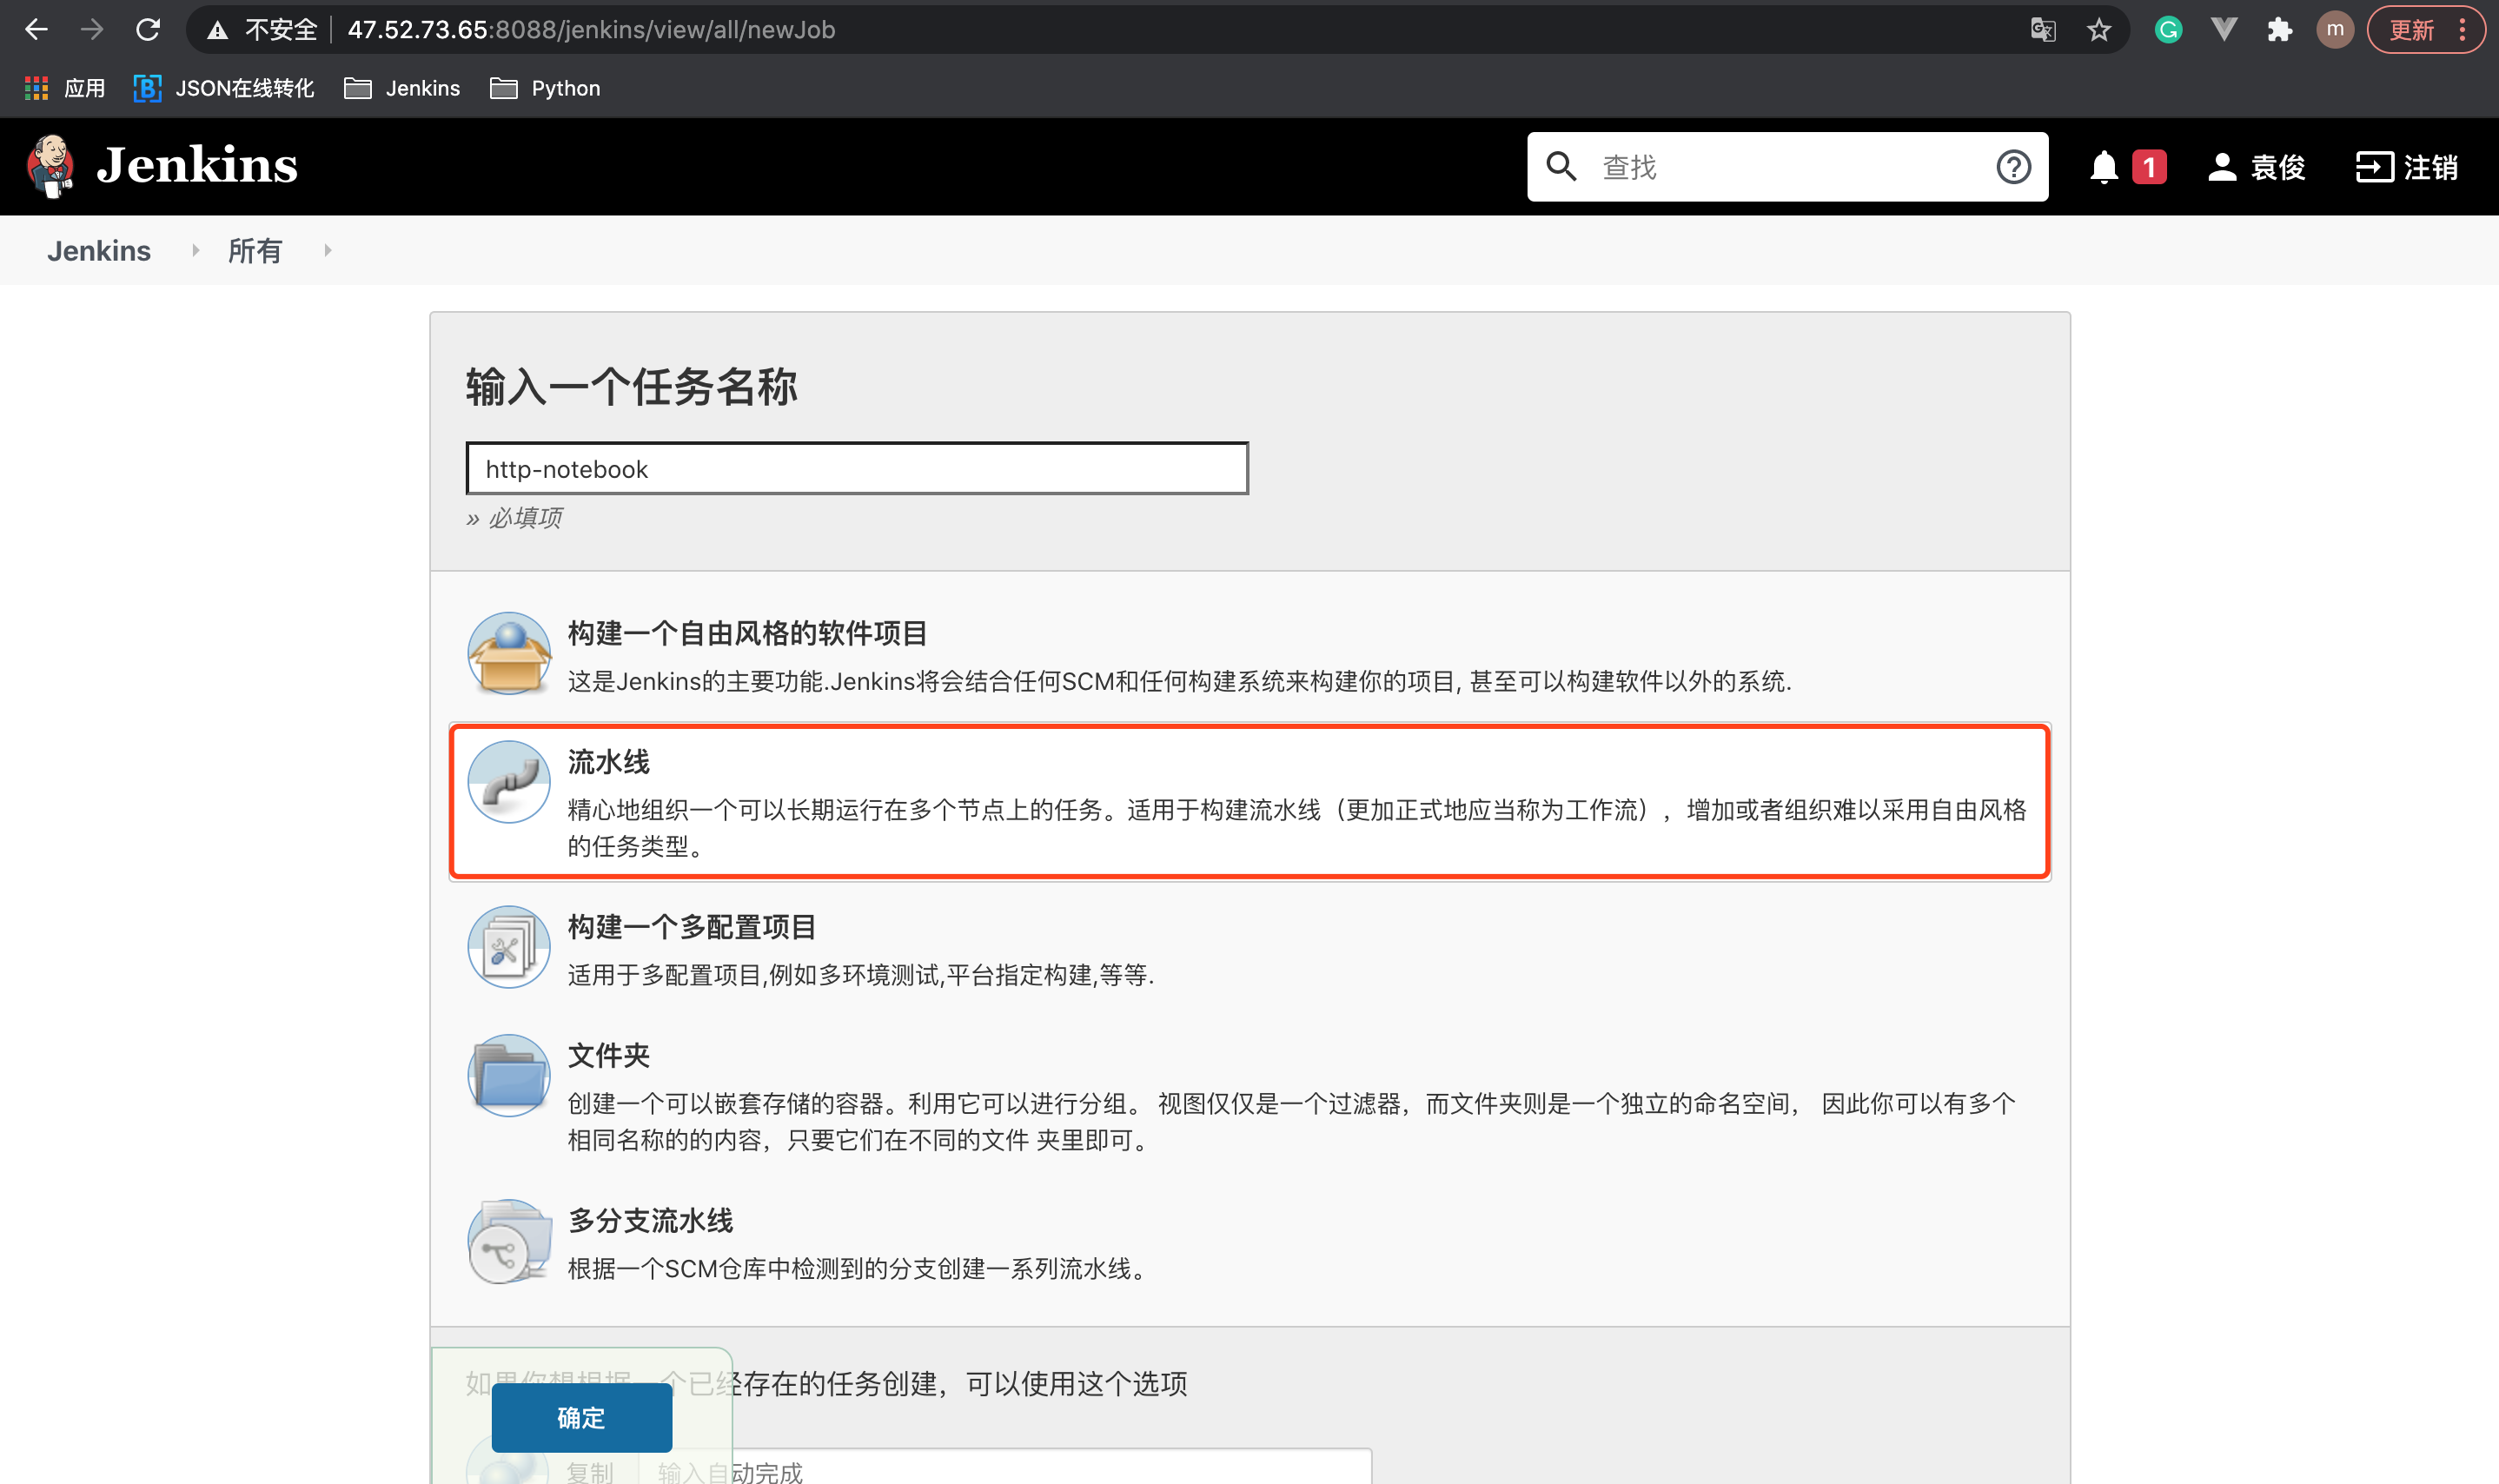 不安全 47.52.73.65:8088/jenkins/view/all/newJob
更新
m
应用 JSON在线转化 Jenkins Python
Jenkins
查找
1 袁俊 注销
Jenkins 所有
输入一个任务名称
http-notebook
» 必填项
构建一个自由风格的软件项目
这是Jenkins的主要功能.Jenkins将会结合任何SCM和任何构建系统来构建你的项目, 甚至可以构建软件以外的系统.
流水线
精心地组织一个可以长期运行在多个节点上的任务。适用于构建流水线（更加正式地应当称为工作流），增加或者组织难以采用自由风格
的任务类型。
构建一个多配置项目
适用于多配置项目,例如多环境测试,平台指定构建,等等.
文件夹
创建一个可以嵌套存储的容器。利用它可以进行分组。 视图仅仅是一个过滤器，而文件夹则是一个独立的命名空间， 因此你可以有多个
相同名称的的内容，只要它们在不同的文件 夹里即可。
多分支流水线
根据一个SCM仓库中检测到的分支创建一系列流水线。
如果你想根据一个已经存在的任务创建，可以使用这个选项
确定
复制 输入自动完成